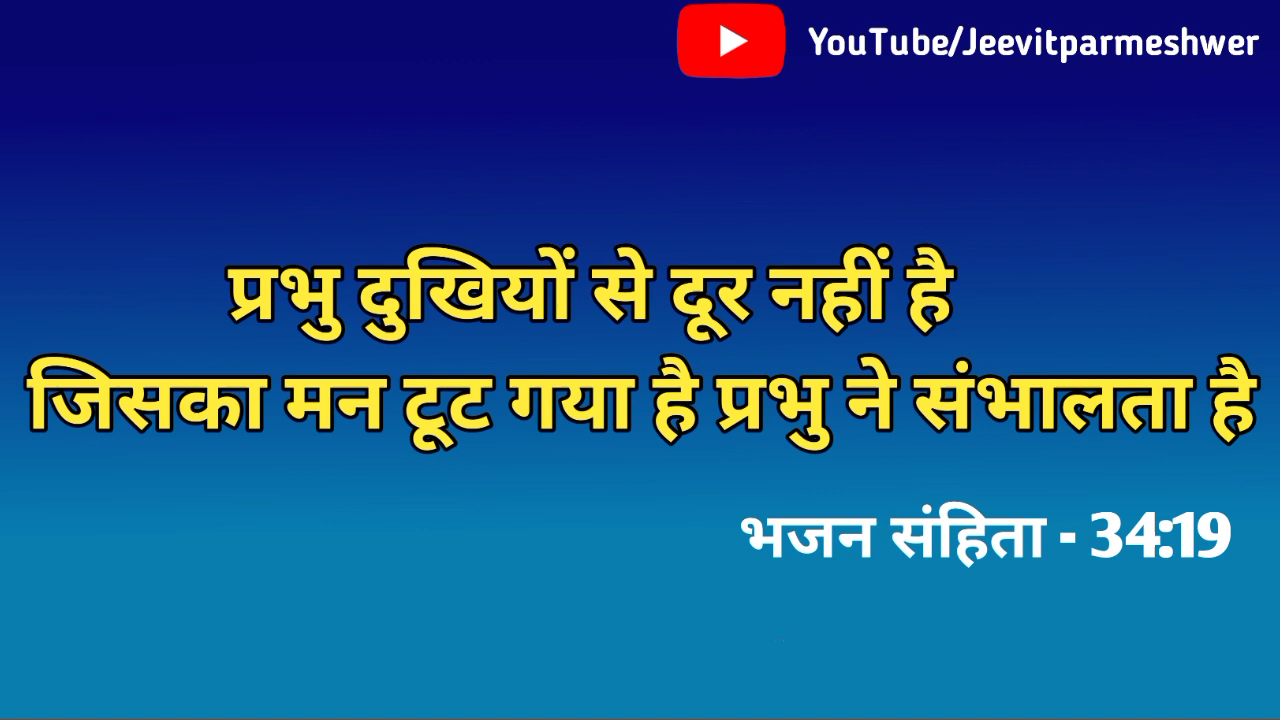 YouTube/Jeevitparmeshwer
प्रभु दुखियों से दूर नहीं है
जिसका मन टूट गया है प्रभु ने संभालता है
भजन संहिता - 34:19